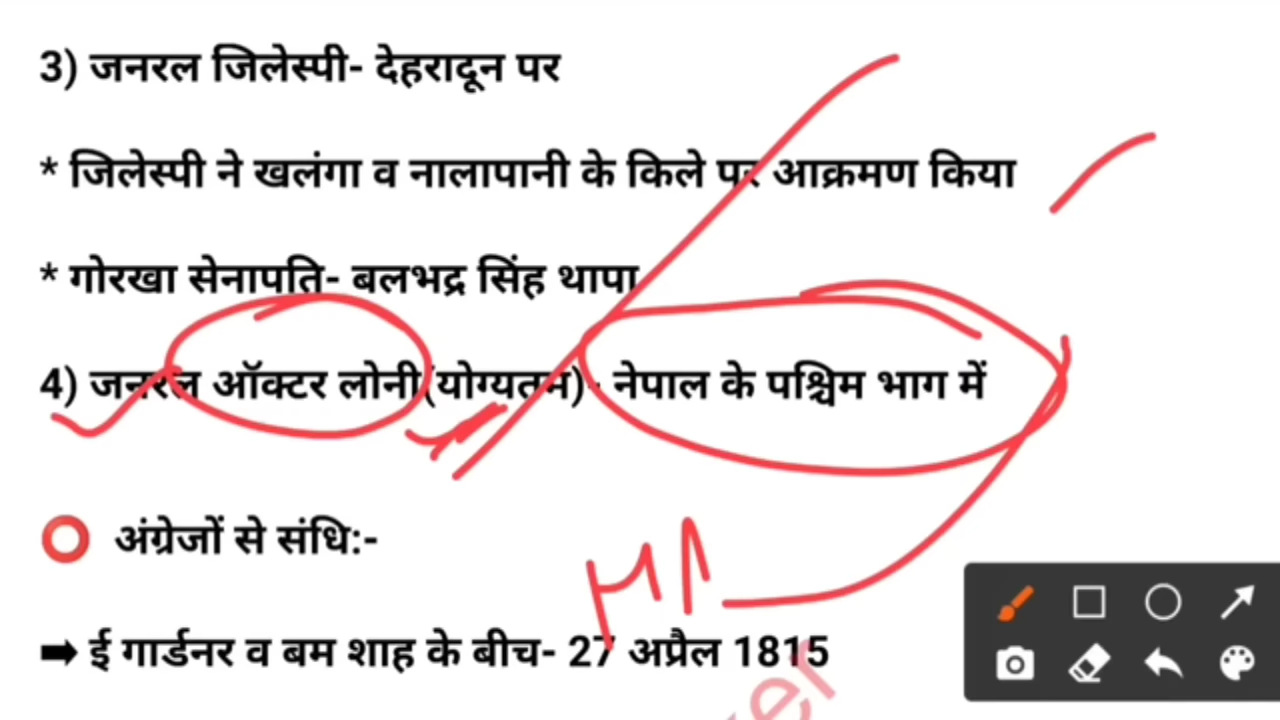 3) जनरल जिलेस्पी- देहरादून पर
* जिलेस्पी ने खलंगा व नालापानी के किले पर आक्रमण किया
* गोरखा सेनापति- बलभद्र सिंह थापा
4) जनरल ऑक्टर लोनी(योग्यतम)- नेपाल के पश्चिम भाग में
अंग्रेजों से संधि:-
➡ ई गार्डनर व बम शाह के बीच- 27 अप्रैल 1815